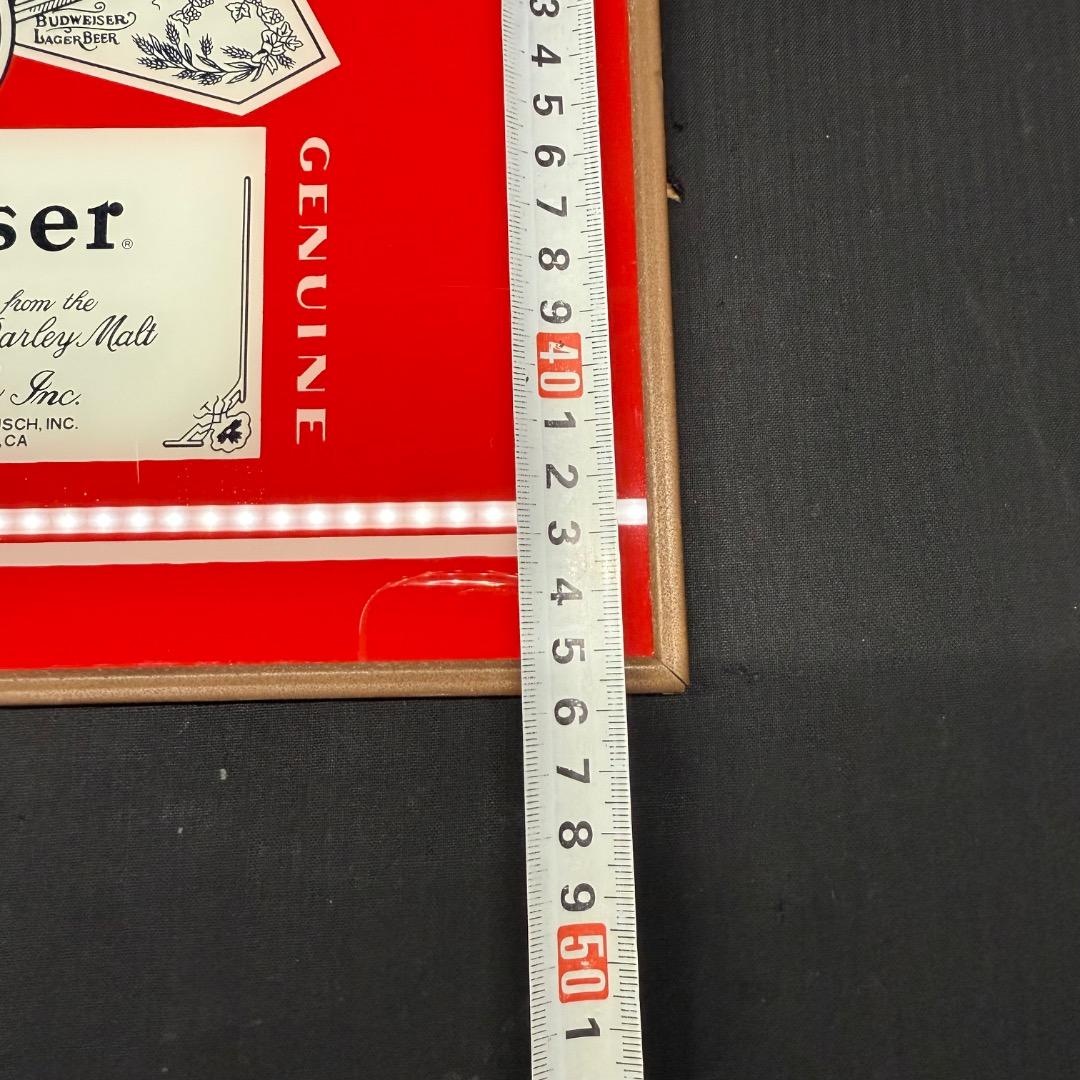 BUDWEISER
LAGER BEER
ser®
from the
Barley Malt
Inc.
USCH, INC.
, CA
GENUINE
3
4
5
6
7
8
9
40
1
2
3
4
5
6
7
8
9
50
1